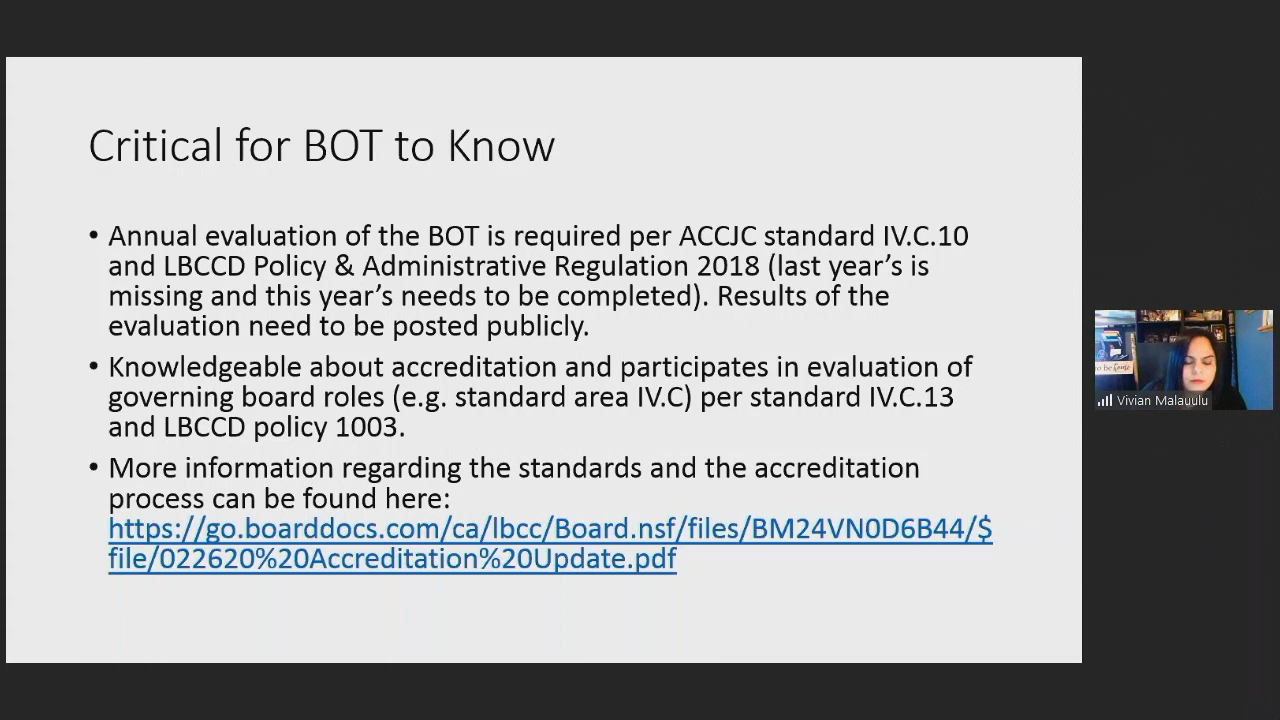 Critical for BOT to Know
• Annual evaluation of the BOT is required per ACCJC standard IV.C.10
and LBCCD Policy & Administrative Regulation 2018 (last year's is
missing and this year's needs to be completed). Results of the
evaluation need to be posted publicly.
• Knowledgeable about accreditation and participates in evaluation of
governing board roles (e.g. standard area IV.C) per standard IV.C.13
and LBCCD policy 1003.
• More information regarding the standards and the accreditation
process can be found here:
https://go.boarddocs.com/ca/lbcc/Board.nsf/files/BM24VN0D6B44/$
file/022620%20Accreditation%20Update.pdf
Vivian Malauulu